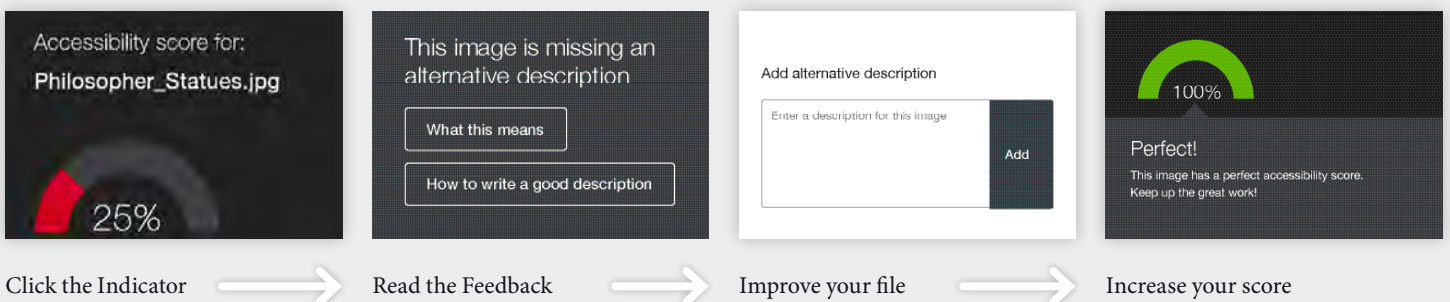 Accessibility score for:
Philosopher_Statues.jpg
25%
This image is missing an
alternative description
What this means
How to write a good description
Add alternative description
Enter a description for this image
Add
100%
Perfect!
This image has a perfect accessibility score.
Keep up the great work!
Click the Indicator
Read the Feedback
Improve your file
Increase your score